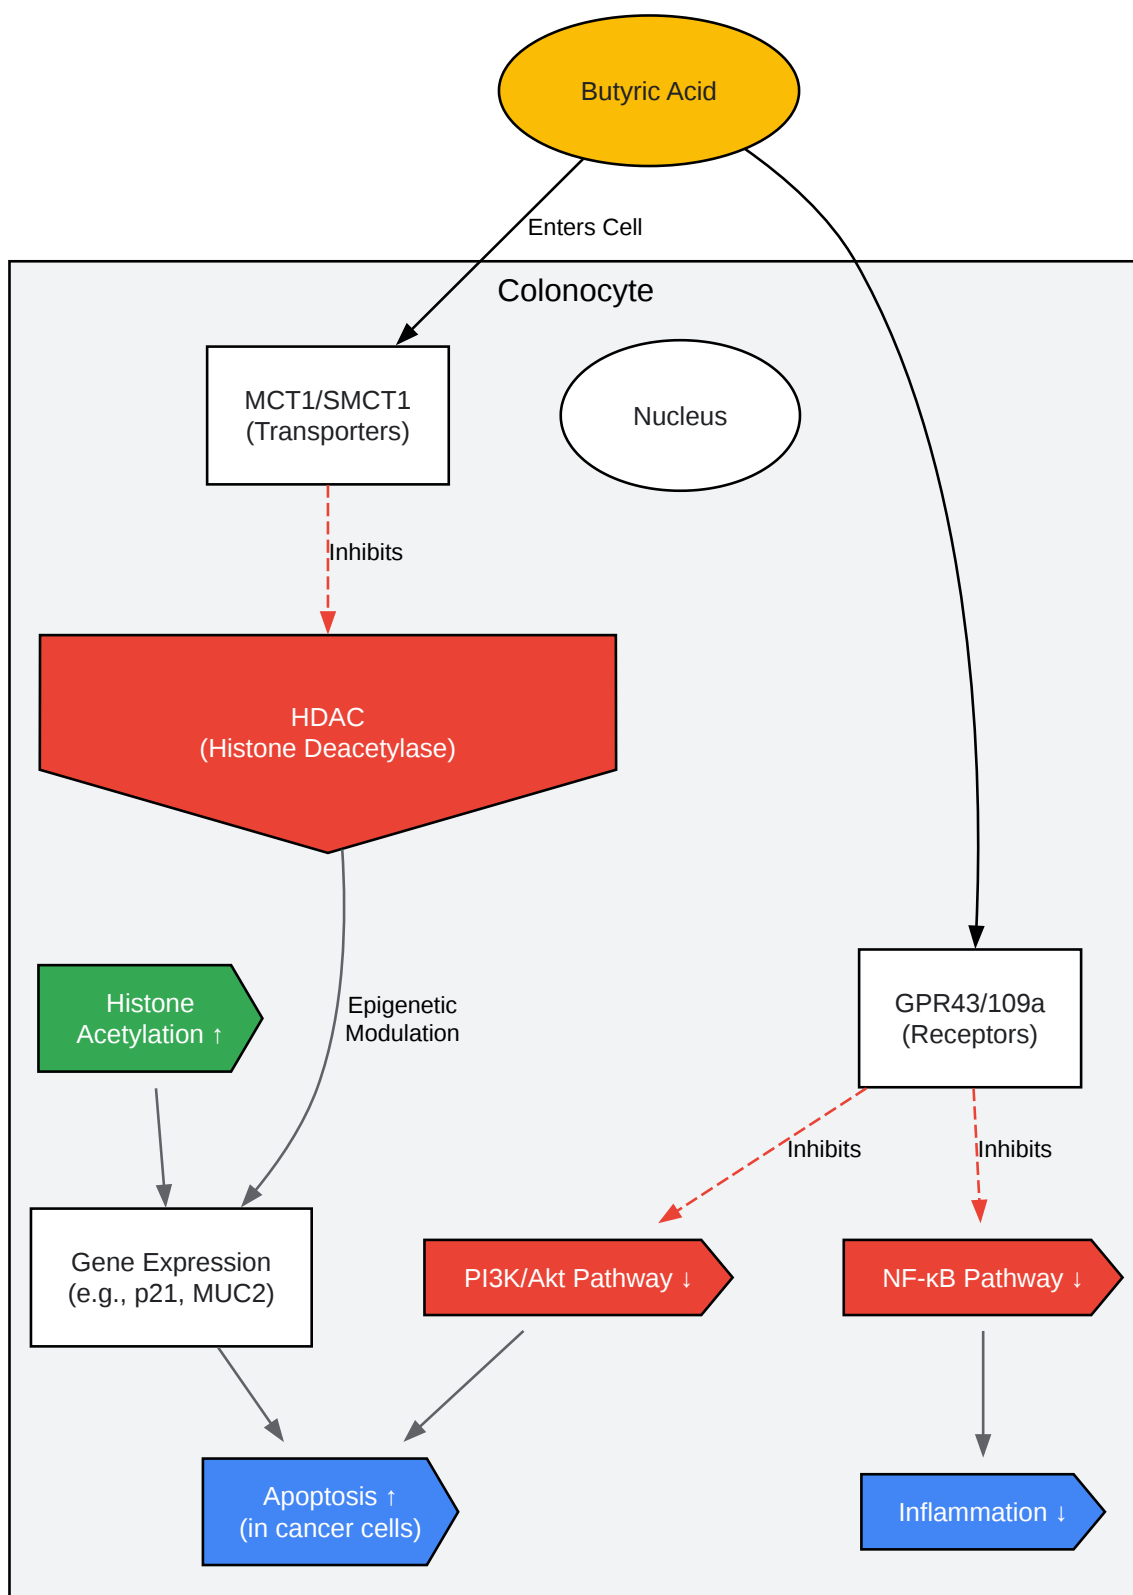 Butyric Acid
Enters Cell
Colonocyte
MCT1/SMCT1
(Transporters)
Nucleus
Inhibits
HDAC
(Histone Deacetylase)
Histone
Acetylation ↑
Epigenetic
Modulation
GPR43/109a
(Receptors)
Inhibits
Inhibits
Gene Expression
(e.g., p21, MUC2)
PI3K/Akt Pathway ↓
NF-κB Pathway ↓
Apoptosis ↑
(in cancer cells)
Inflammation ↓